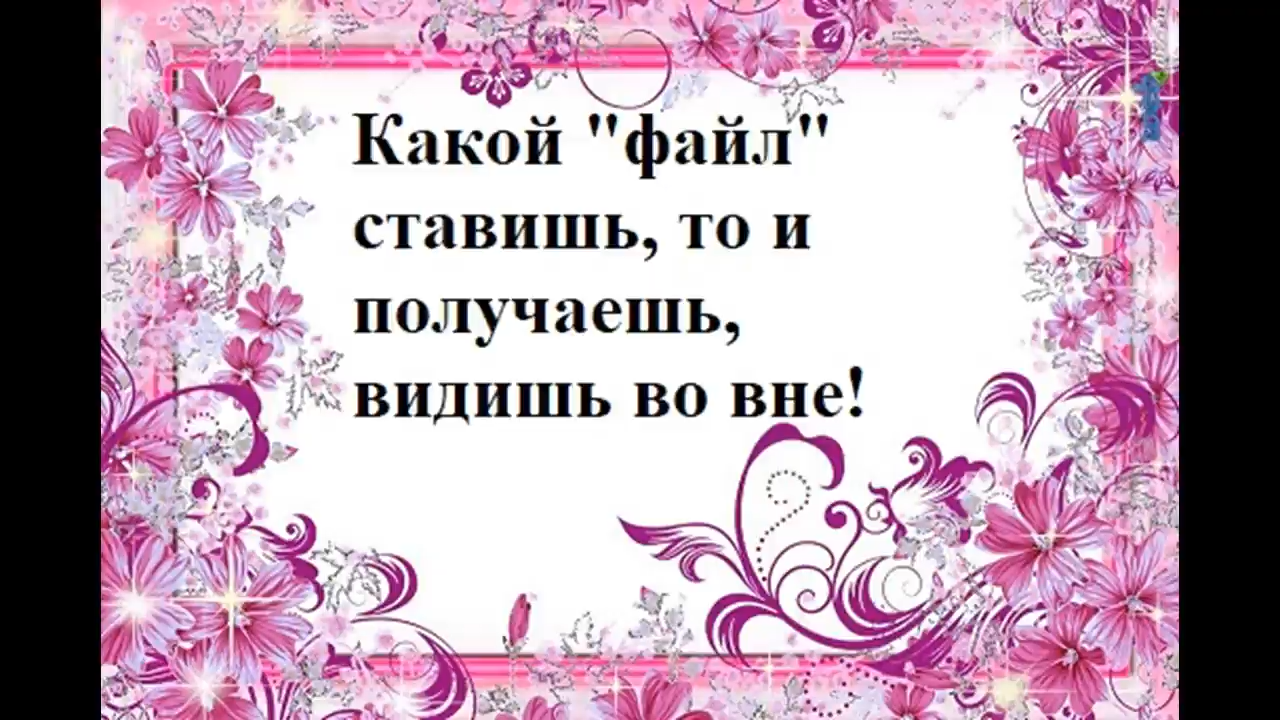 Какой "файл"
ставишь, то и
получаешь,
видишь во вне!